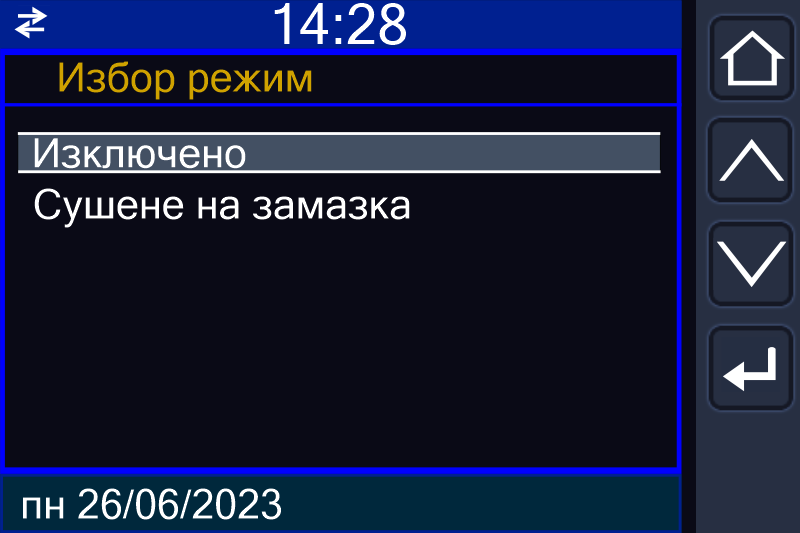 14:28
Избор режим
Изключено
Сушене на замазка
пн 26/06/2023